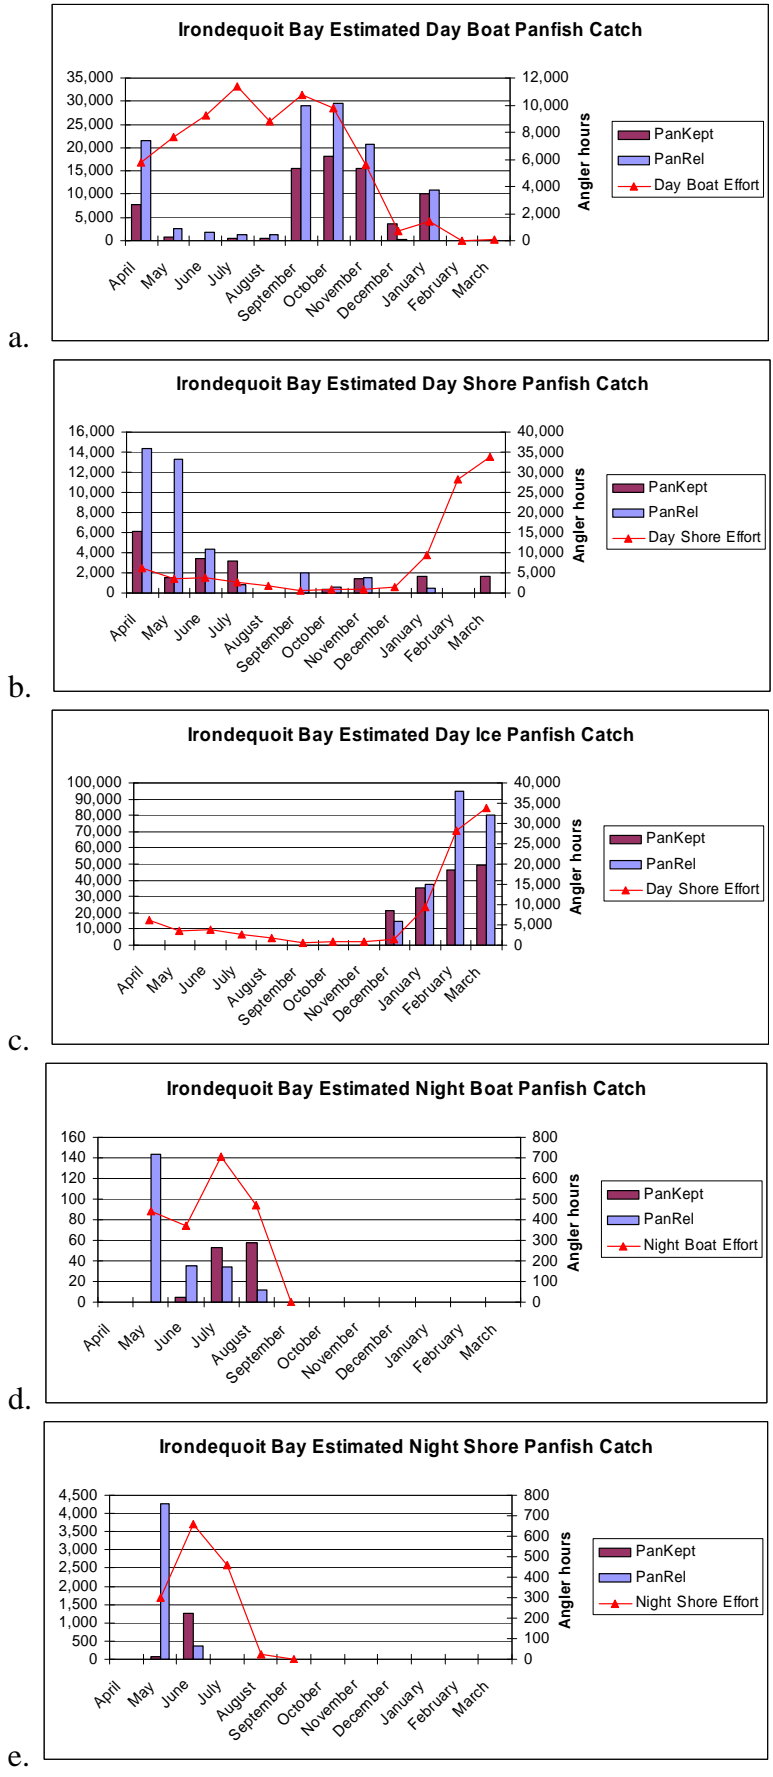 Irondequoit Bay Estimated Day Boat Panfish Catch
35,000
30,000
25,000
20,000
15,000
10,000
5,000
0
12,000
10,000
8,000
6,000
4,000
2,000
0
Angler hours
PanKept
PanRel
Day Boat Effort
April
May
June
July
August
September
October
November
December
January
February
March
a.
Irondequoit Bay Estimated Day Shore Panfish Catch
16,000
14,000
12,000
10,000
8,000
6,000
4,000
2,000
0
40,000
35,000
30,000
25,000
20,000
15,000
10,000
5,000
0
Angler hours
PanKept
PanRel
Day Shore Effort
April
May
June
July
August
September
October
November
December
January
February
March
b.
Irondequoit Bay Estimated Day Ice Panfish Catch
100,000
90,000
80,000
70,000
60,000
50,000
40,000
30,000
20,000
10,000
0
40,000
35,000
30,000
25,000
20,000
15,000
10,000
5,000
0
Angler hours
PanKept
PanRel
Day Shore Effort
April
May
June
July
August
September
October
November
December
January
February
March
c.
Irondequoit Bay Estimated Night Boat Panfish Catch
160
140
120
100
80
60
40
20
0
800
700
600
500
400
300
200
100
0
Angler hours
PanKept
PanRel
Night Boat Effort
April
May
June
July
August
September
October
November
December
January
February
March
d.
Irondequoit Bay Estimated Night Shore Panfish Catch
4,500
4,000
3,500
3,000
2,500
2,000
1,500
1,000
500
0
800
700
600
500
400
300
200
100
0
Angler hours
PanKept
PanRel
Night Shore Effort
April
May
June
July
August
September
October
November
December
January
February
March
e.